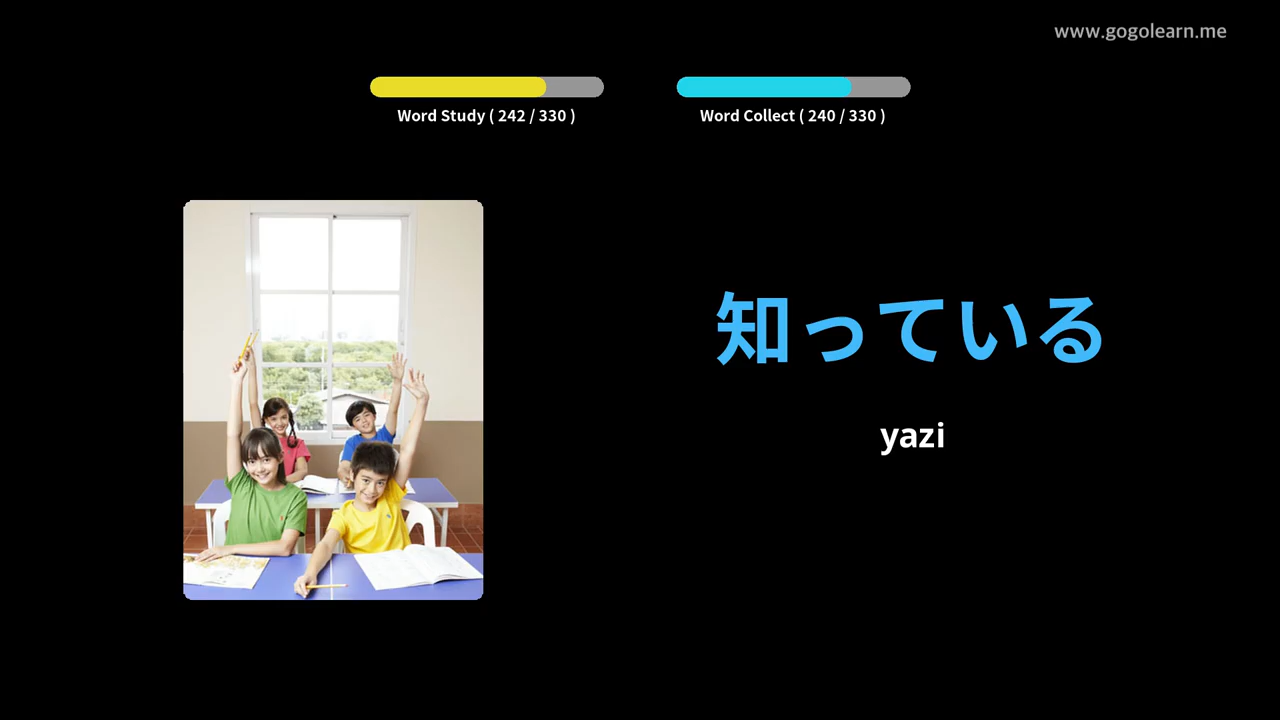 www.gogolearn.me
Word Study ( 242 / 330 )
Word Collect ( 240 / 330 )
知っている
yazi